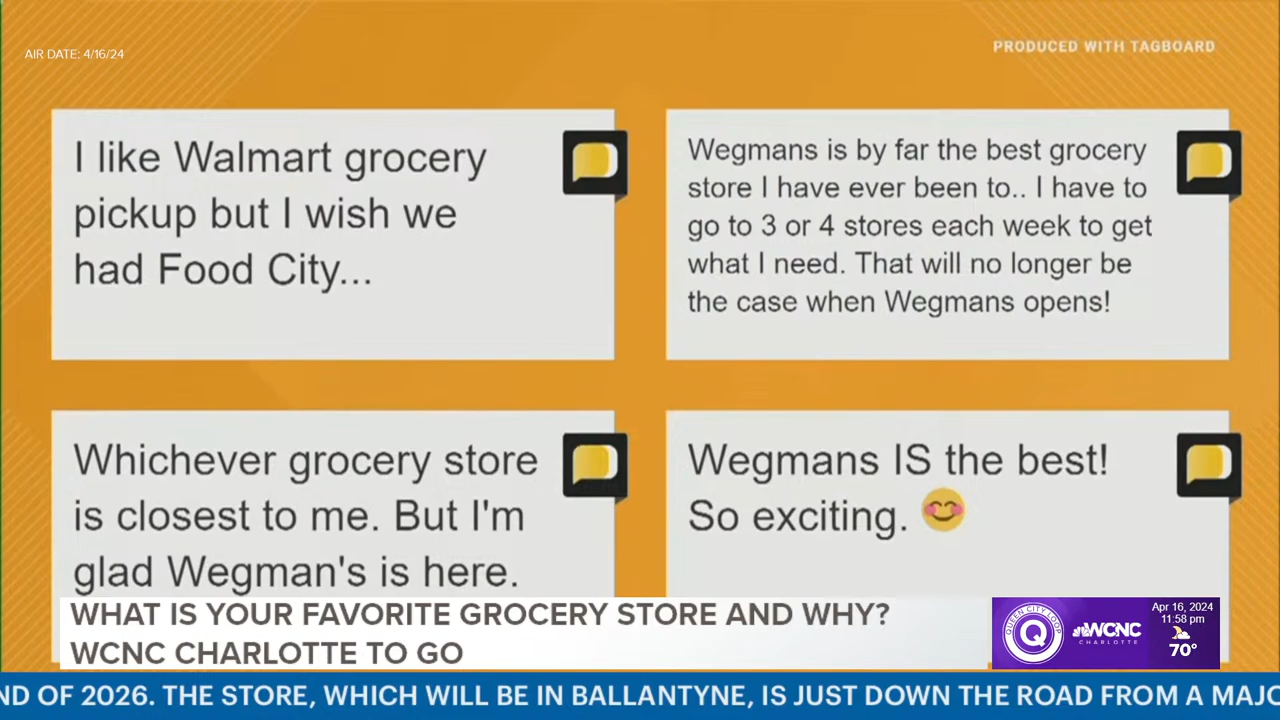 AIR DATE: 4/16/24
PRODUCED WITH TAGBOARD
I like Walmart grocery
pickup but I wish we
had Food City...
Wegmans is by far the best grocery
store I have ever been to.. I have to
go to 3 or 4 stores each week to get
what I need. That will no longer be
the case when Wegmans opens!
Whichever grocery store
is closest to me. But I'm
glad Wegman's is here.
Wegmans IS the best!
So exciting. 😊
WHAT IS YOUR FAVORITE GROCERY STORE AND WHY?
WCNC CHARLOTTE TO GO
QUEEN CITY LOOP
Q
WCNC
CHARLOTTE
Apr 16, 2024
11:58 pm
70°
ND OF 2026. THE STORE, WHICH WILL BE IN BALLANTYNE, IS JUST DOWN THE ROAD FROM A MAJO